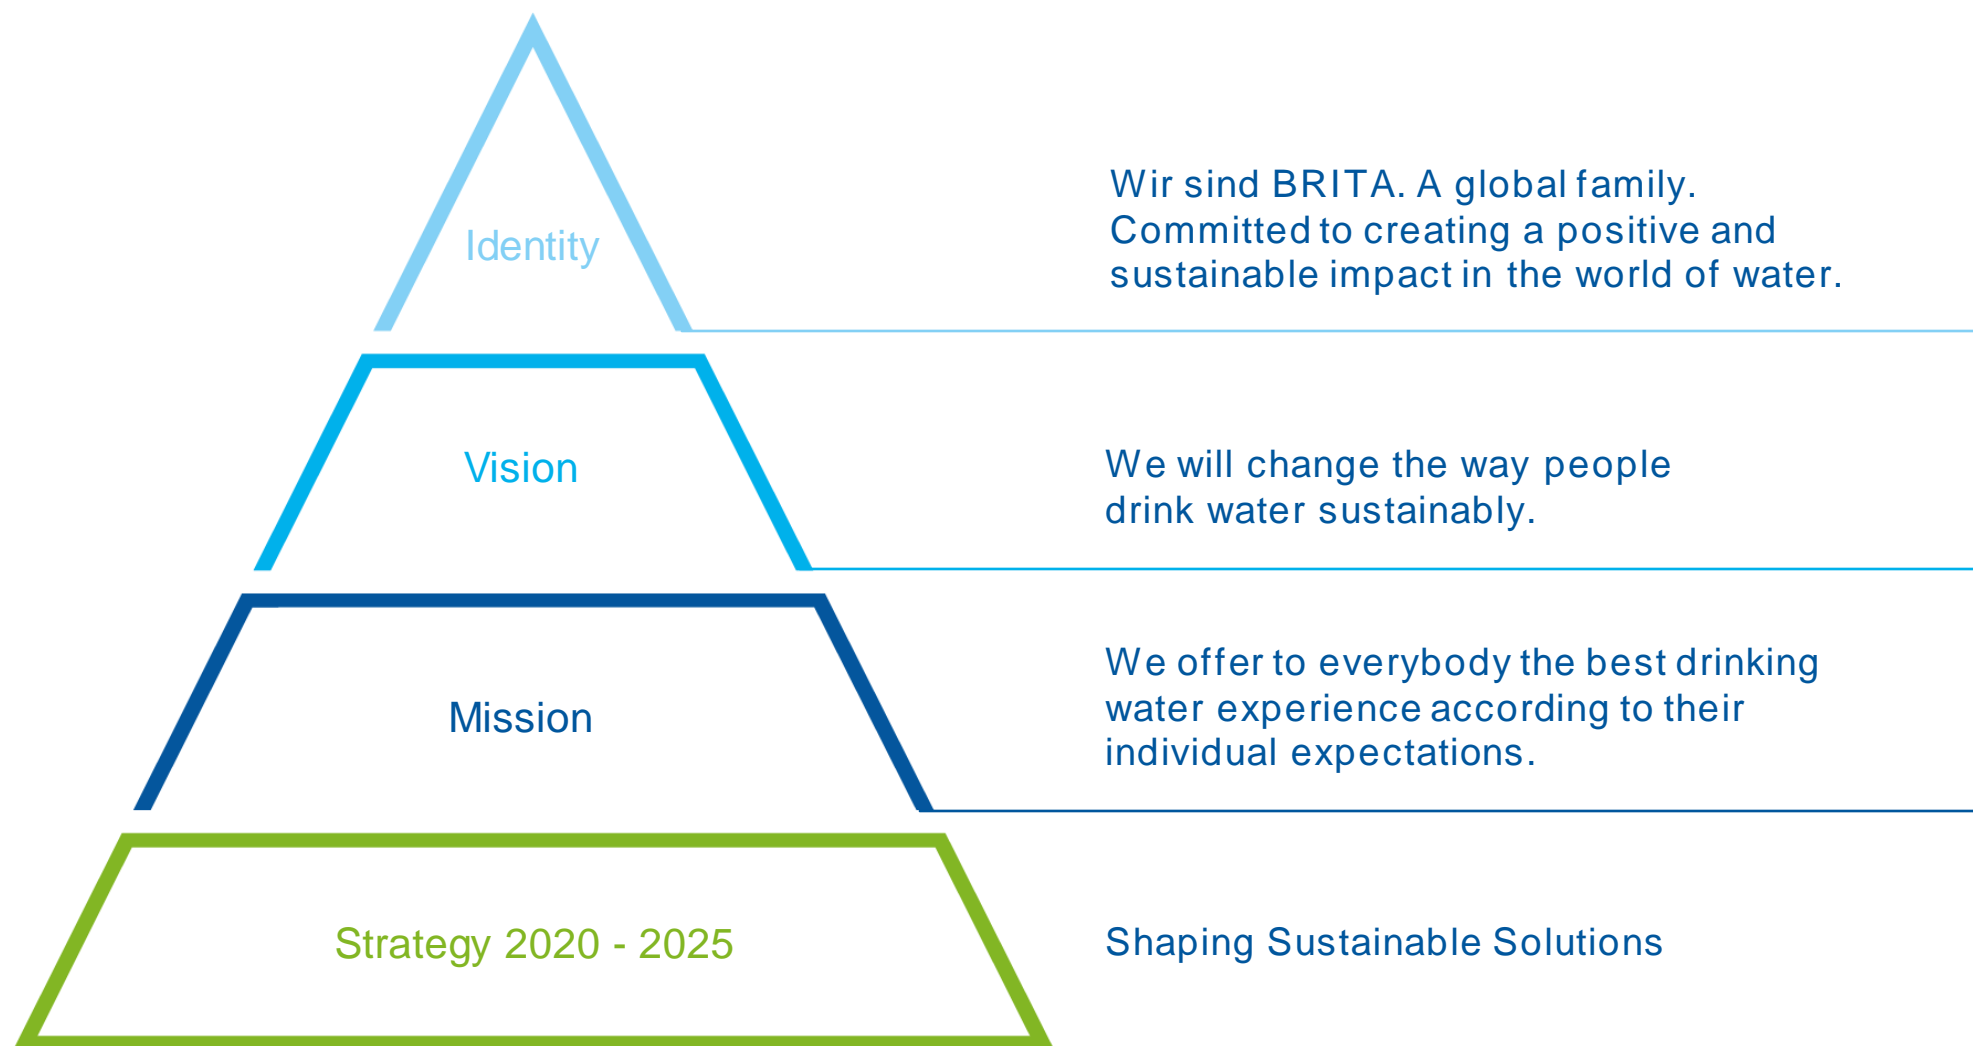 Identity
Wir sind BRITA. A global family.
Committed to creating a positive and
sustainable impact in the world of water.
Vision
We will change the way people
drink water sustainably.
Mission
We offer to everybody the best drinking
water experience according to their
individual expectations.
Strategy 2020 - 2025
Shaping Sustainable Solutions